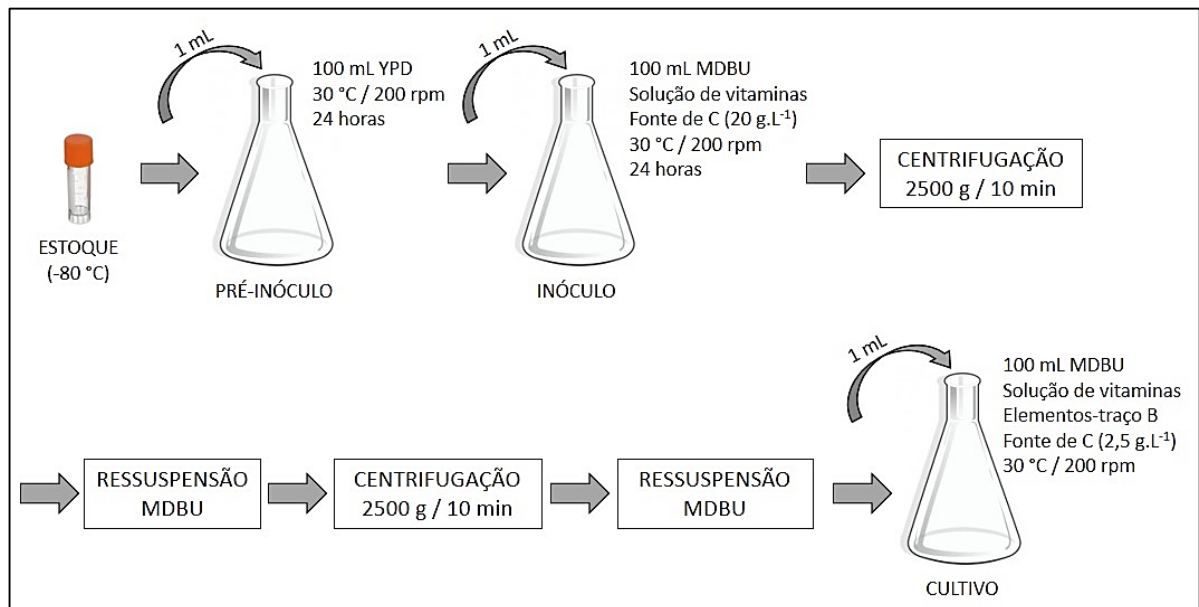 1 mL
100 mL YPD
30 °C / 200 rpm
24 horas
1 mL
100 mL MDBU
Solução de vitaminas
Fonte de C (20 g.L⁻¹)
30 °C / 200 rpm
24 horas
CENTRIFUGAÇÃO
2500 g / 10 min
ESTOQUE
(-80 °C)
PRÉ-INÓCULO
INÓCULO
1 mL
100 mL MDBU
Solução de vitaminas
Elementos-traço B
Fonte de C (2,5 g.L⁻¹)
30 °C / 200 rpm
RESSUSPENSÃO
MDBU
CENTRIFUGAÇÃO
2500 g / 10 min
RESSUSPENSÃO
MDBU
CULTIVO